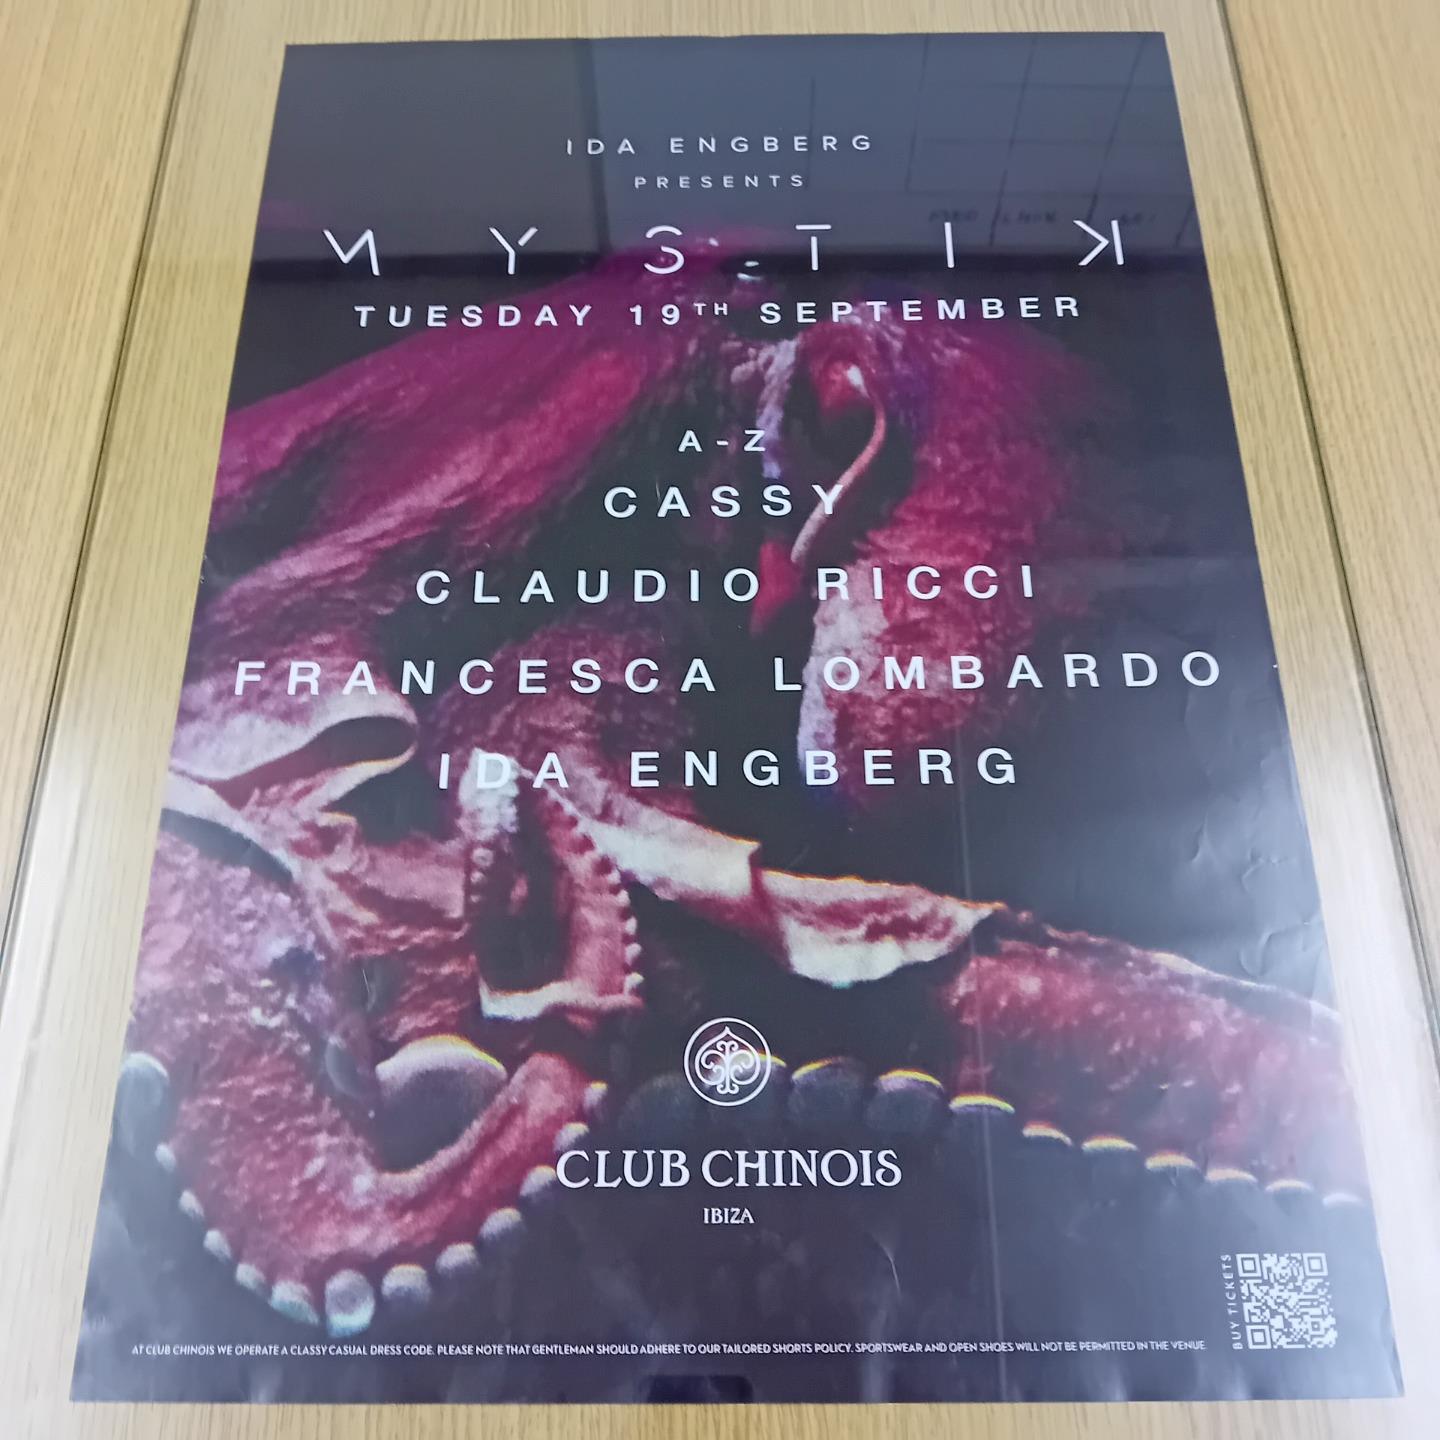 IDA ENGBERG
PRESENTS
MYSTIK
TUESDAY 19TH SEPTEMBER
A-Z
CASSY
CLAUDIO RICCI
FRANCESCA LOMBARDO
IDA ENGBERG
CLUB CHINOIS
IBIZA
BUY TICKETS
AT CLUB CHINOIS WE OPERATE A CLASSY CASUAL DRESS CODE. PLEASE NOTE THAT GENTLEMAN SHOULD ADHERE TO OUR TAILORED SHORTS POLICY. SPORTSWEAR AND OPEN SHOES WILL NOT BE PERMITTED IN THE VENUE.